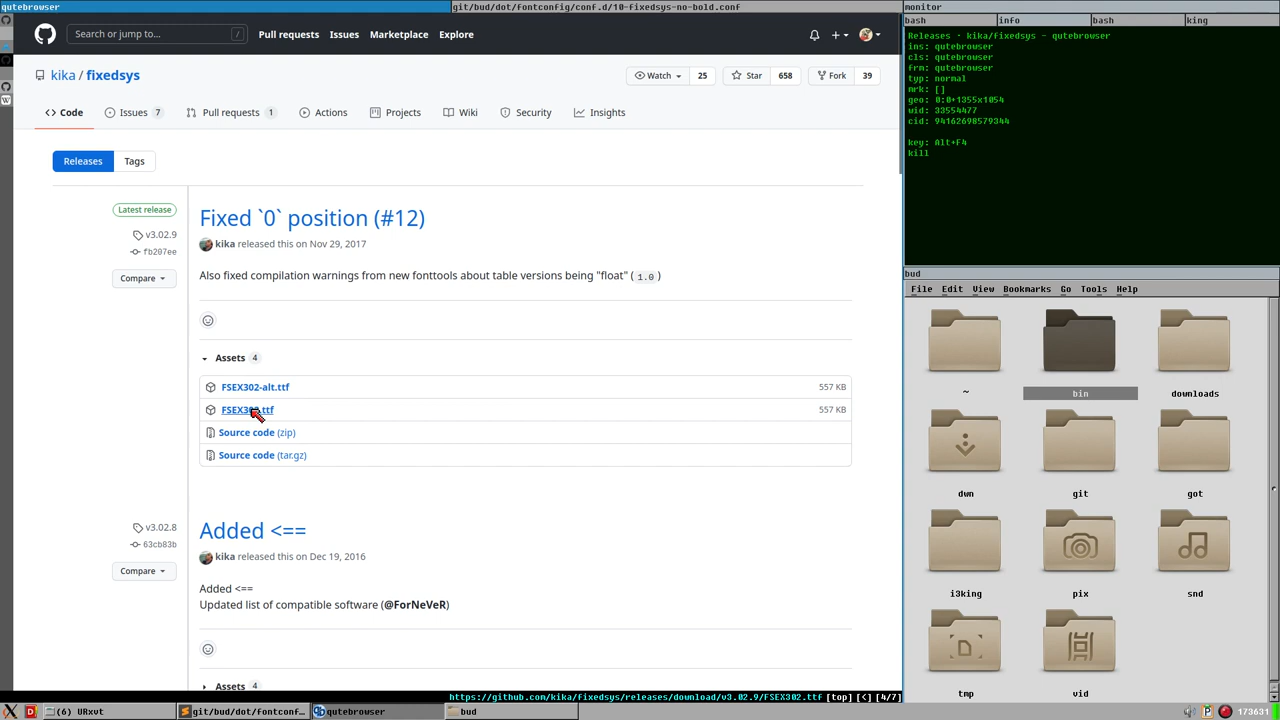 qutebrowser
git/bud/dot/fontconfig/conf.d/10-fixedsys-no-bold.conf
monitor
Search or jump to... /
Pull requests Issues Marketplace Explore
kika / fixedsys
Watch 25 Star 658 Fork 39
<> Code Issues 7 Pull requests 1 Actions Projects Wiki Security Insights
Releases Tags
Latest release
v3.02.9
fb207ee
Compare
Fixed `0` position (#12)
kika released this on Nov 29, 2017
Also fixed compilation warnings from new fonttools about table versions being "float" ( 1.0 )
Assets 4
FSEX302-alt.ttf 557 KB
FSEX302.ttf 557 KB
Source code (zip)
Source code (tar.gz)
v3.02.8
63cb83b
Compare
Added <==
kika released this on Dec 19, 2016
Added <==
Updated list of compatible software (@ForNeVeR)
Assets 4
https://github.com/kika/fixedsys/releases/download/v3.02.9/FSEX302.ttf [top] [<] [4/7]
bash info bash king
Releases · kika/fixedsys - qutebrowser
ins: qutebrowser
cls: qutebrowser
frm: qutebrowser
typ: normal
mrk: []
geo: 0:0+1355x1054
wid: 33554477
cid: 94162698579344
key: Alt+F4
kill
bud
File Edit View Bookmarks Go Tools Help
~ bin downloads
dwn git got
i3king pix snd
tmp vid
(6) URxvt
git/bud/dot/fontconf...
qutebrowser
bud
173631